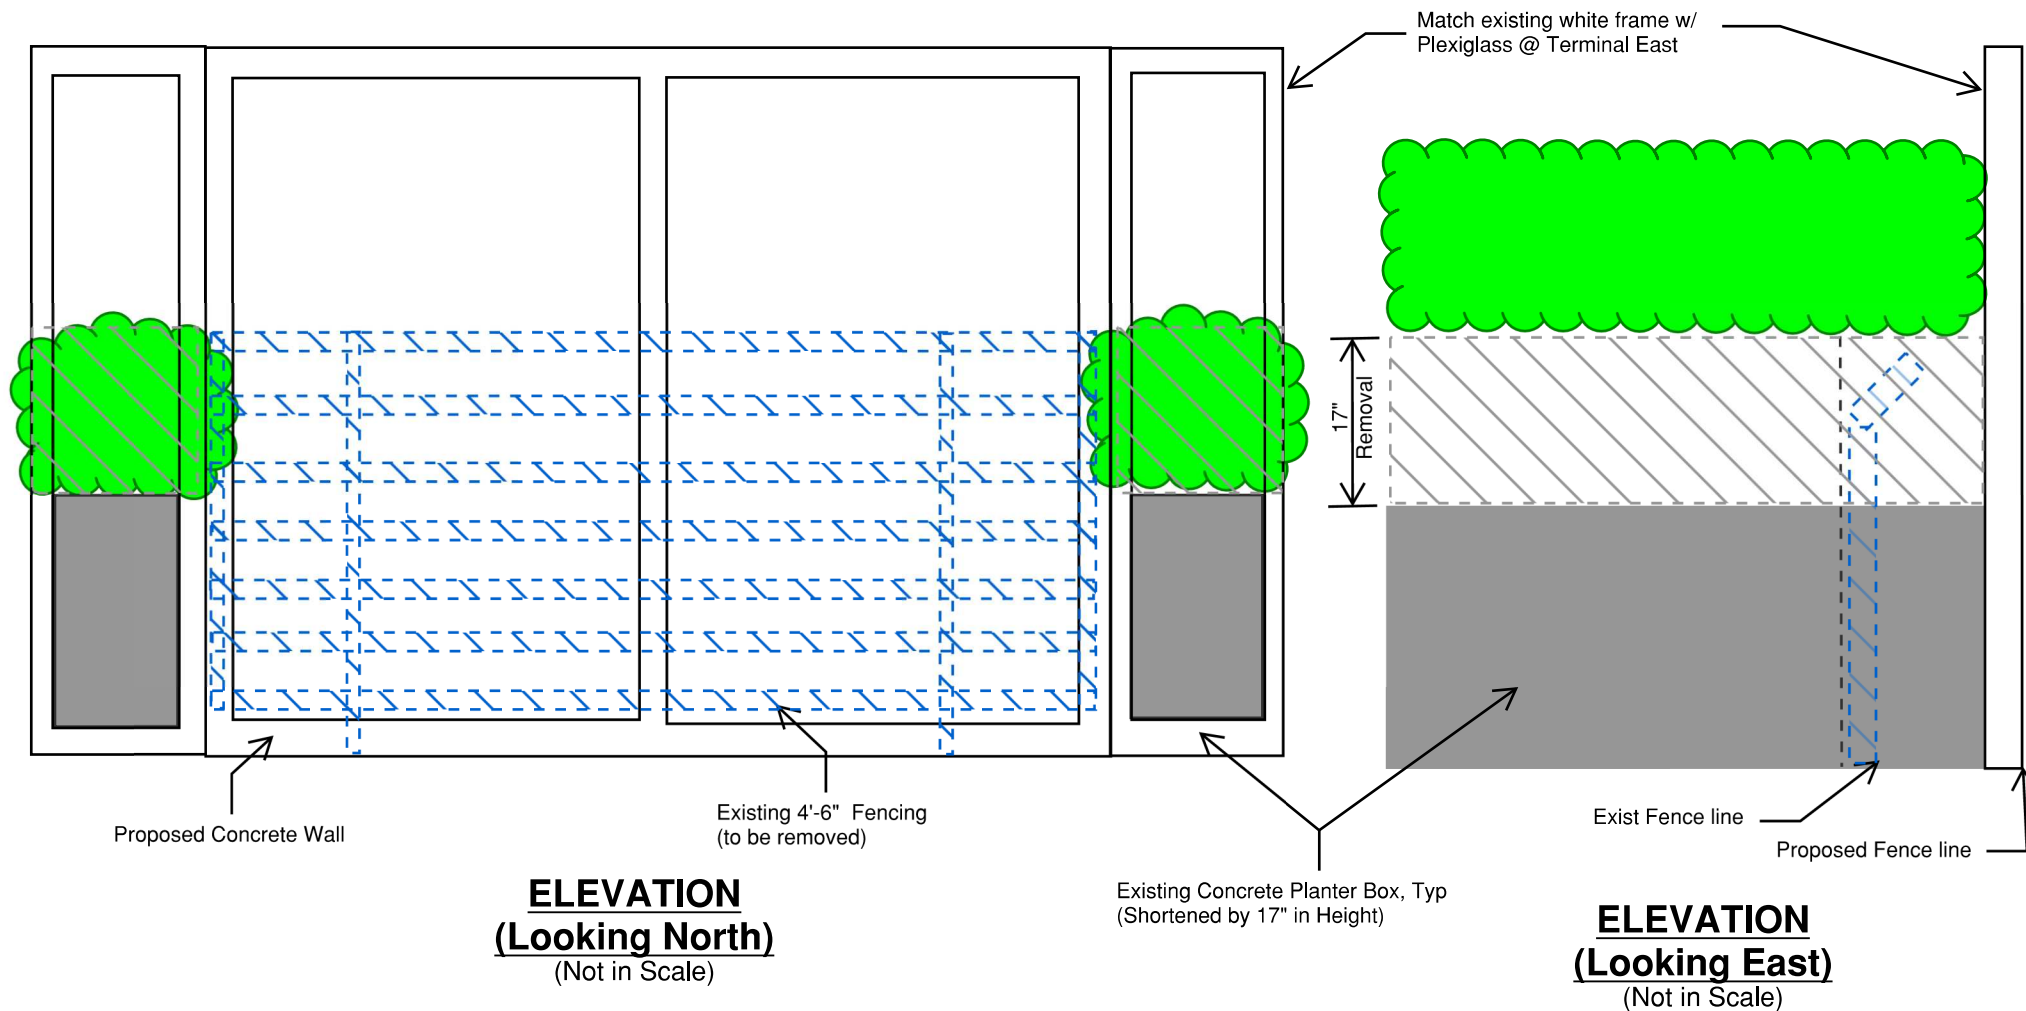 Match existing white frame w/
Plexiglass @ Terminal East
17"
Removal
Proposed Concrete Wall
Existing 4'-6" Fencing
(to be removed)
Exist Fence line
Proposed Fence line
Existing Concrete Planter Box, Typ
(Shortened by 17" in Height)
ELEVATION
(Looking North)
(Not in Scale)
ELEVATION
(Looking East)
(Not in Scale)